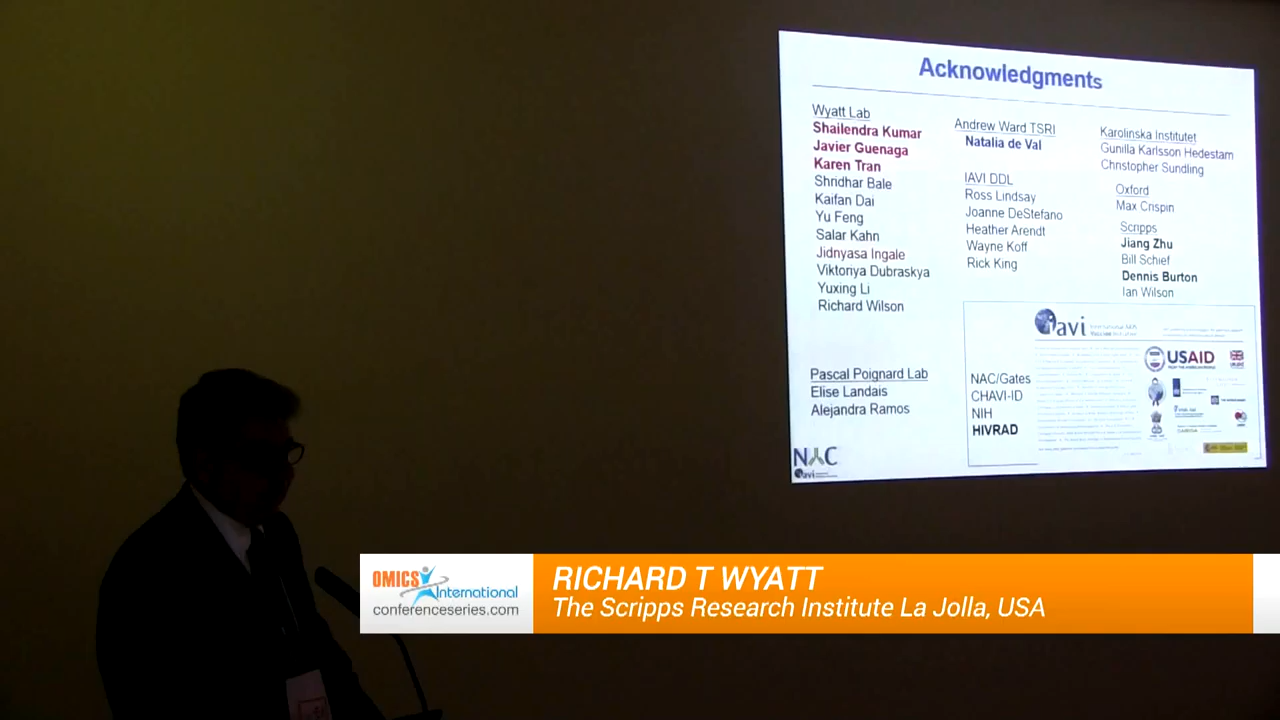 Acknowledgments
Wyatt Lab
Shailendra Kumar
Javier Guenaga
Karen Tran
Shridhar Bale
Kaifan Dai
Yu Feng
Salar Kahn
Jidnyasa Ingale
Viktoriya Dubraskya
Yuxing Li
Richard Wilson
Pascal Poignard Lab
Elise Landais
Alejandra Ramos
Andrew Ward TSRI
Natalia de Val
IAVI DDL
Ross Lindsay
Joanne DeStefano
Heather Arendt
Wayne Koff
Rick King
Karolinska Institutet
Gunilla Karlsson Hedestam
Christopher Sundling
Oxford
Max Crispin
Scripps
Jiang Zhu
Bill Schief
Dennis Burton
Ian Wilson
NAC/Gates
CHAVI-ID
NIH
HIVRAD
iavi
USAID
NAC
iavi
OMICS
International
conferenceseries.com
RICHARD T WYATT
The Scripps Research Institute La Jolla, USA